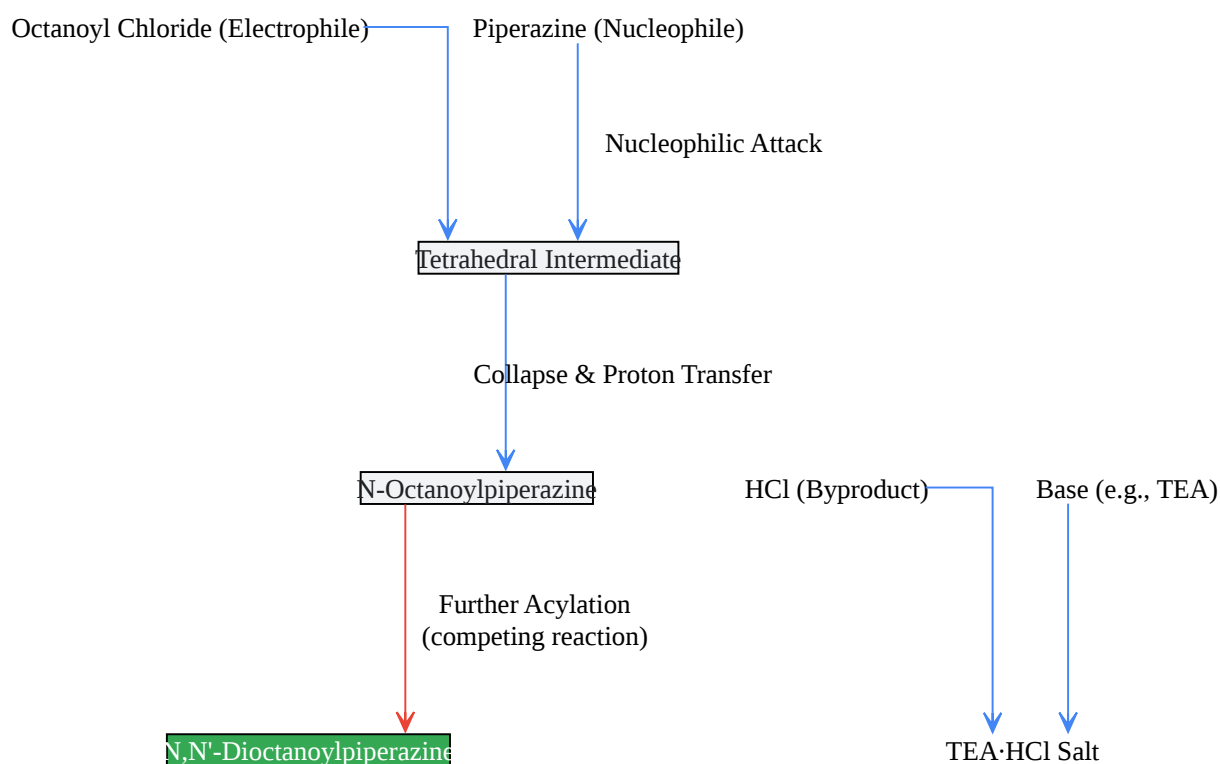 Octanoyl Chloride (Electrophile)
Piperazine (Nucleophile)
Nucleophilic Attack
Tetrahedral Intermediate
Collapse & Proton Transfer
N-Octanoylpiperazine
HCl (Byproduct)
Base (e.g., TEA)
Further Acylation
(competing reaction)
N,N'-Dioctanoylpiperazine
TEA·HCl Salt